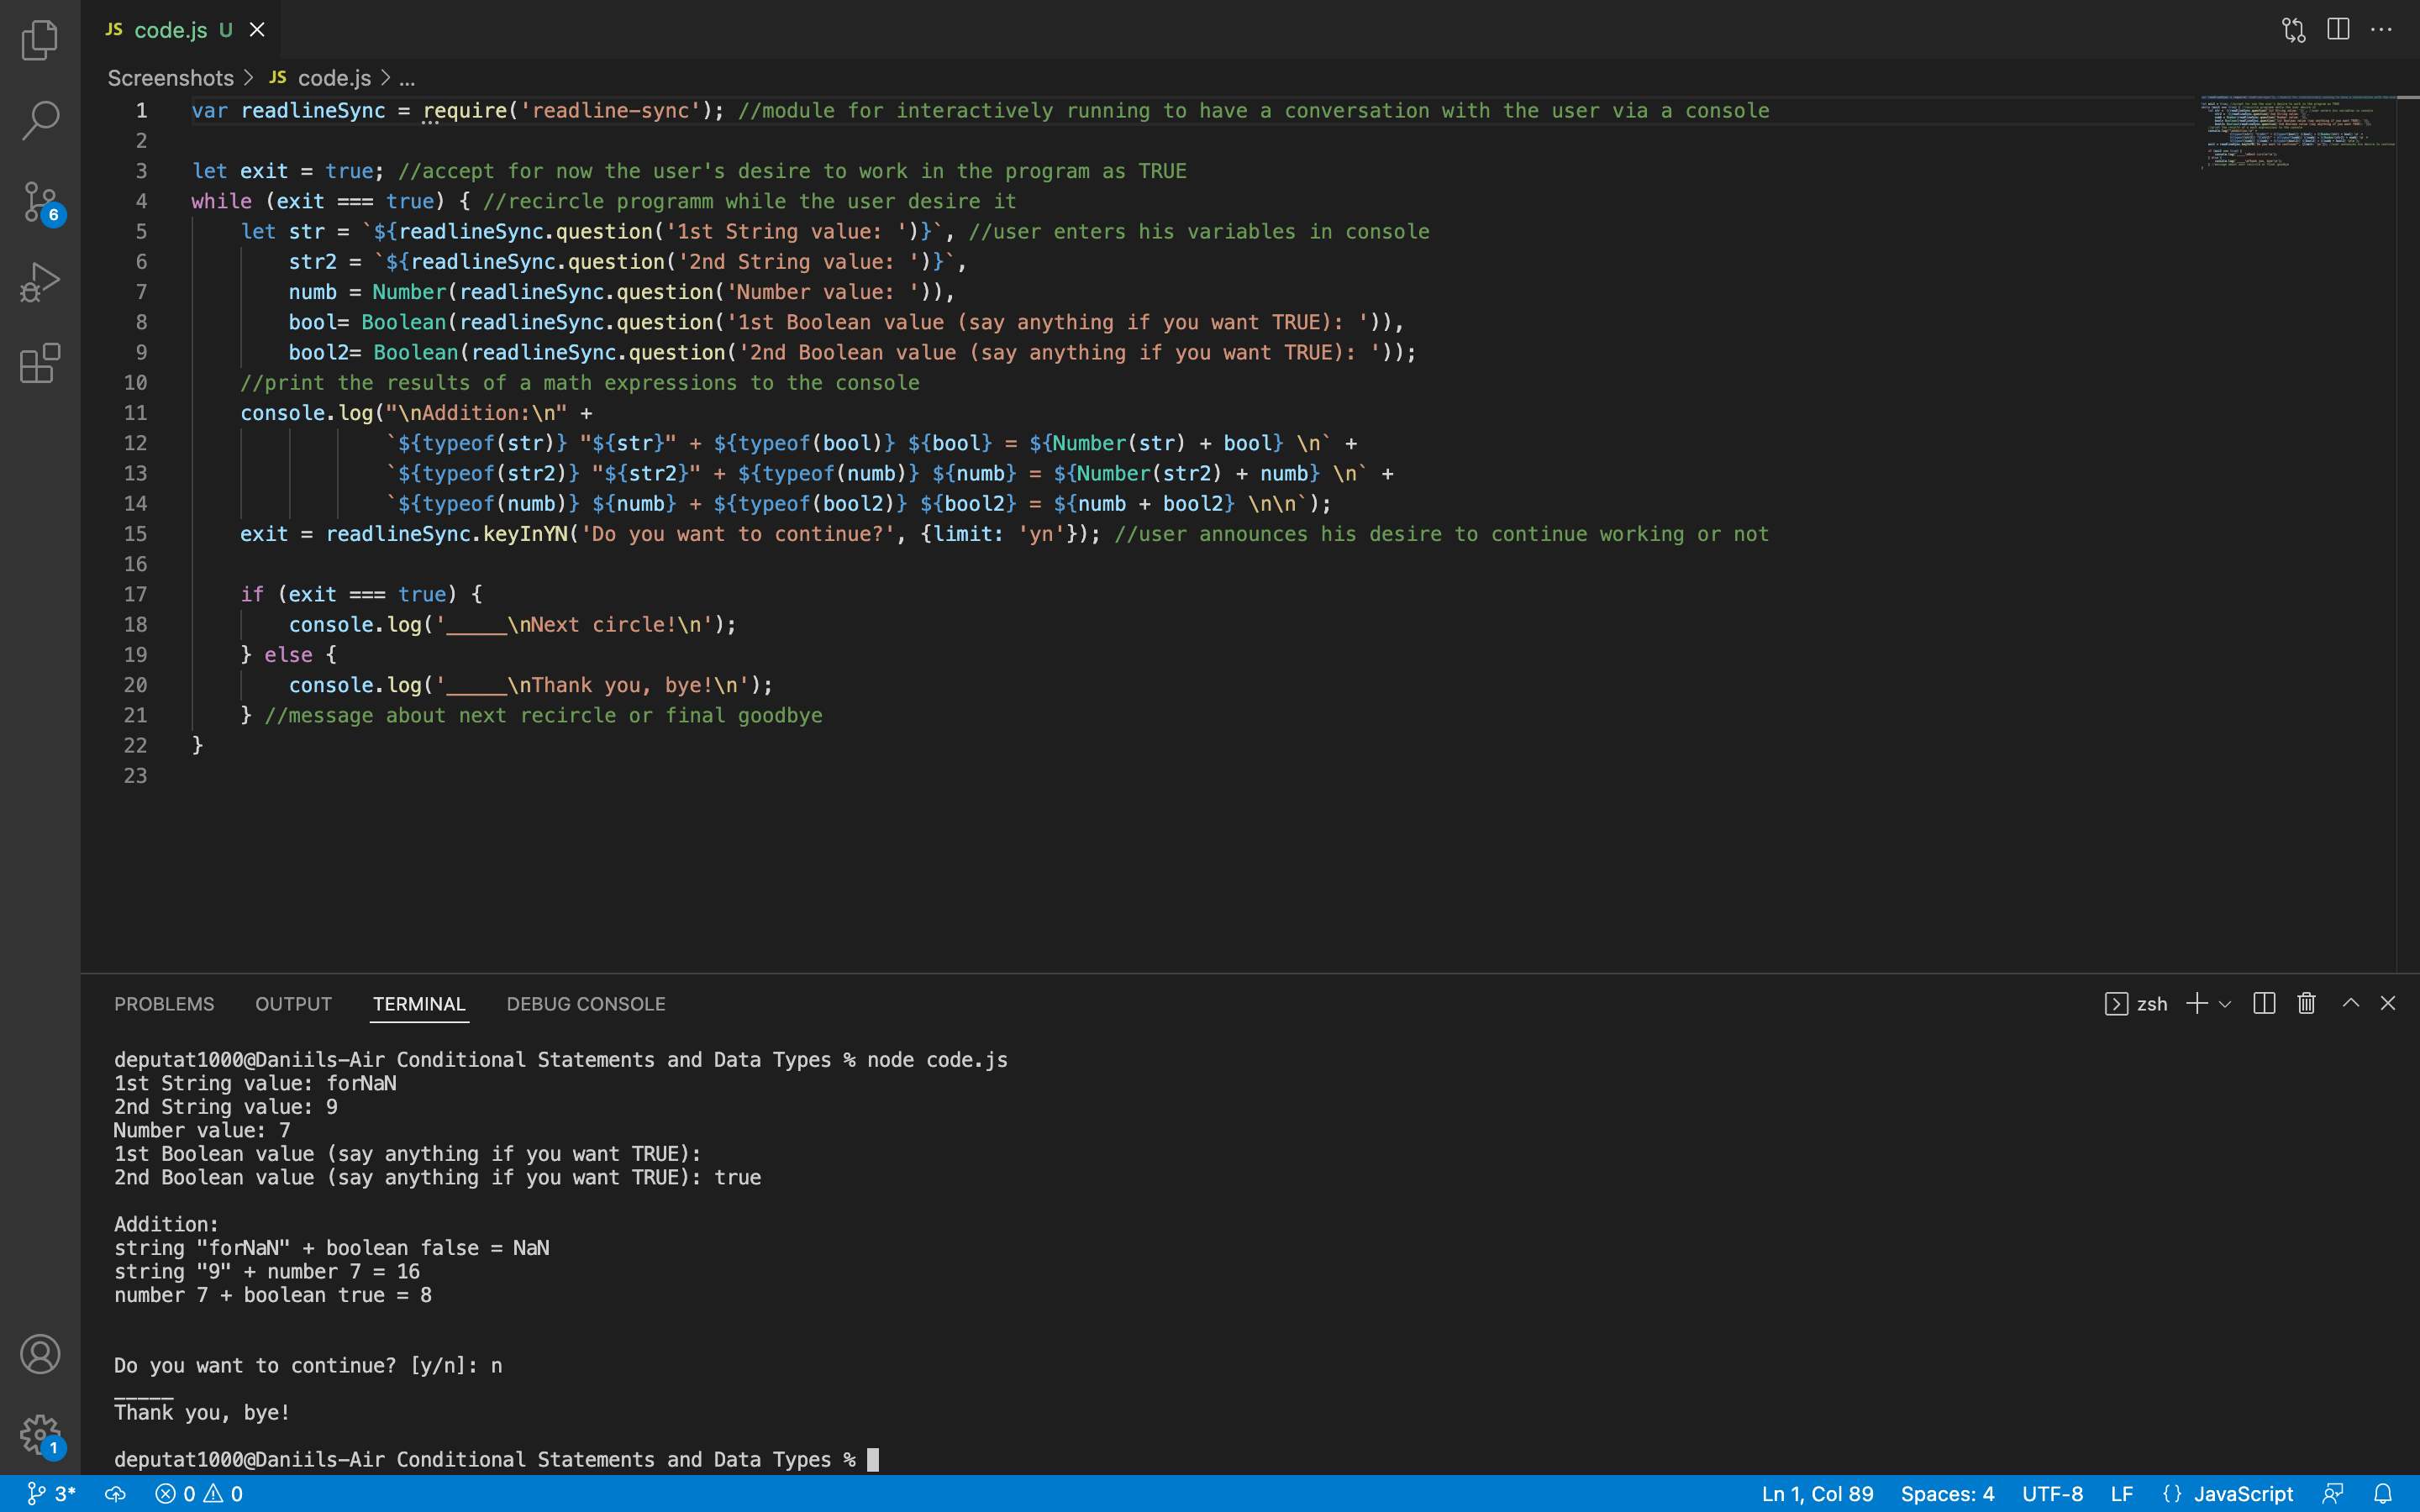 JS code.js U
Screenshots > JS code.js > ...
1 var readlineSync = require('readline-sync'); //module for interactively running to have a conversation with the user via a console
2
3 let exit = true; //accept for now the user's desire to work in the program as TRUE
4 while (exit === true) { //recircle programm while the user desire it
5     let str = `${readlineSync.question('1st String value: ')}`, //user enters his variables in console
6         str2 = `${readlineSync.question('2nd String value: ')}`,
7         numb = Number(readlineSync.question('Number value: ')),
8         bool= Boolean(readlineSync.question('1st Boolean value (say anything if you want TRUE): ')),
9         bool2= Boolean(readlineSync.question('2nd Boolean value (say anything if you want TRUE): '));
10     //print the results of a math expressions to the console
11     console.log("\nAddition:\n" +
12                 `${typeof(str)} "${str}" + ${typeof(bool)} ${bool} = ${Number(str) + bool} \n` +
13                 `${typeof(str2)} "${str2}" + ${typeof(numb)} ${numb} = ${Number(str2) + numb} \n` +
14                 `${typeof(numb)} ${numb} + ${typeof(bool2)} ${bool2} = ${numb + bool2} \n\n`);
15     exit = readlineSync.keyInYN('Do you want to continue?', {limit: 'yn'}); //user announces his desire to continue working or not
16
17     if (exit === true) {
18         console.log('_____\nNext circle!\n');
19     } else {
20         console.log('_____\nThank you, bye!\n');
21     } //message about next recircle or final goodbye
22 }
23
6
PROBLEMS OUTPUT TERMINAL DEBUG CONSOLE zsh
deputat1000@Daniils-Air Conditional Statements and Data Types % node code.js
1st String value: forNaN
2nd String value: 9
Number value: 7
1st Boolean value (say anything if you want TRUE):
2nd Boolean value (say anything if you want TRUE): true
Addition:
string "forNaN" + boolean false = NaN
string "9" + number 7 = 16
number 7 + boolean true = 8
Do you want to continue? [y/n]: n
_____
Thank you, bye!
deputat1000@Daniils-Air Conditional Statements and Data Types %
1
3* 0 0 Ln 1, Col 89 Spaces: 4 UTF-8 LF {} JavaScript